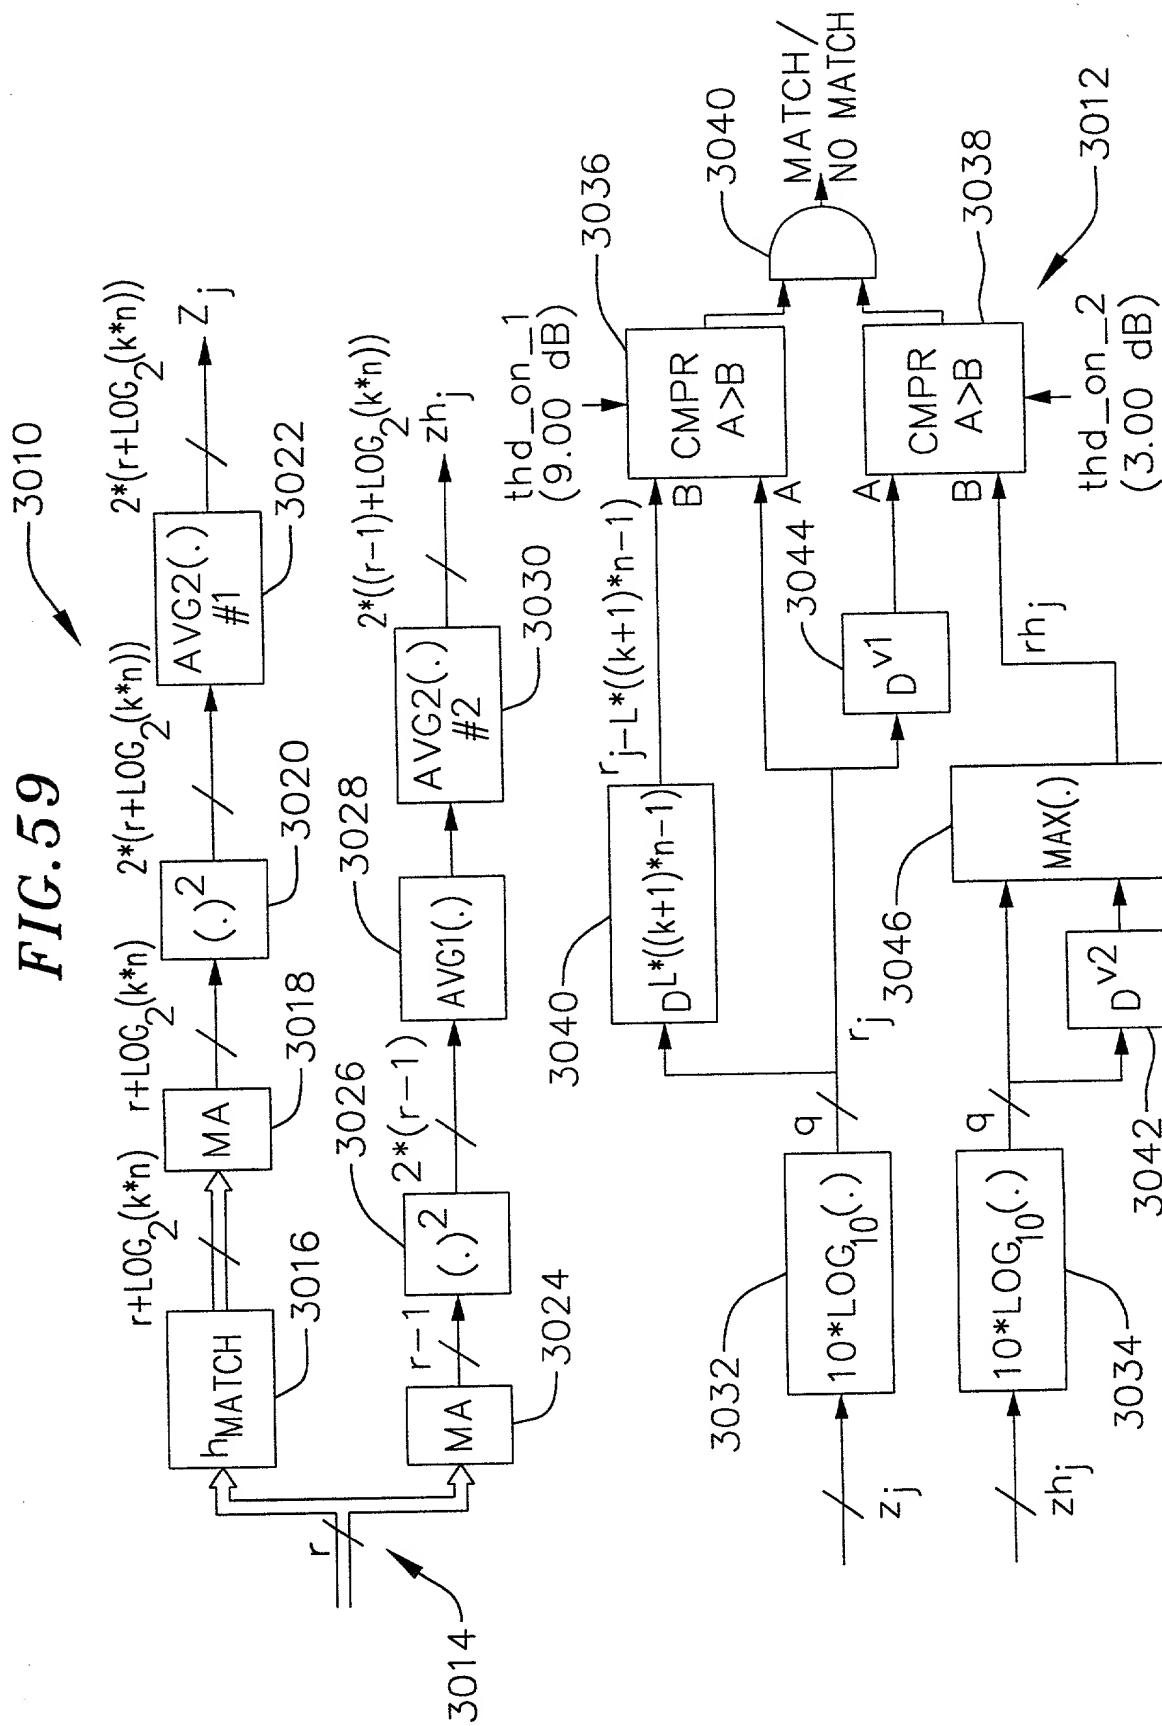 FIG. 59
3010
r+LOG2(k*n)
r+LOG2(k*n)
2*(r+LOG2(k*n))
2*(r+LOG2(k*n))
hMATCH
MA
(.)2
AVG2(.)
#1
Zj
3016
3018
3020
3022
r
3014
r-1
2*(r-1)
2*((r-1)+LOG2(k*n))
MA
(.)2
AVG1(.)
AVG2(.)
#2
zhj
3024
3026
3028
3030
3040
DL*((k+1)*n-1)
rj-L*((k+1)*n-1)
thd_on_1
(9.00 dB)
3036
B
A
CMPR
A>B
3040
MATCH/
NO MATCH
3032
zj
10*LOG10(.)
q
rj
3044
Dv1
A
B
CMPR
A>B
3038
thd_on_2
(3.00 dB)
3012
zhj
10*LOG10(.)
3034
q
3042
Dv2
3046
MAX(.)
rhj